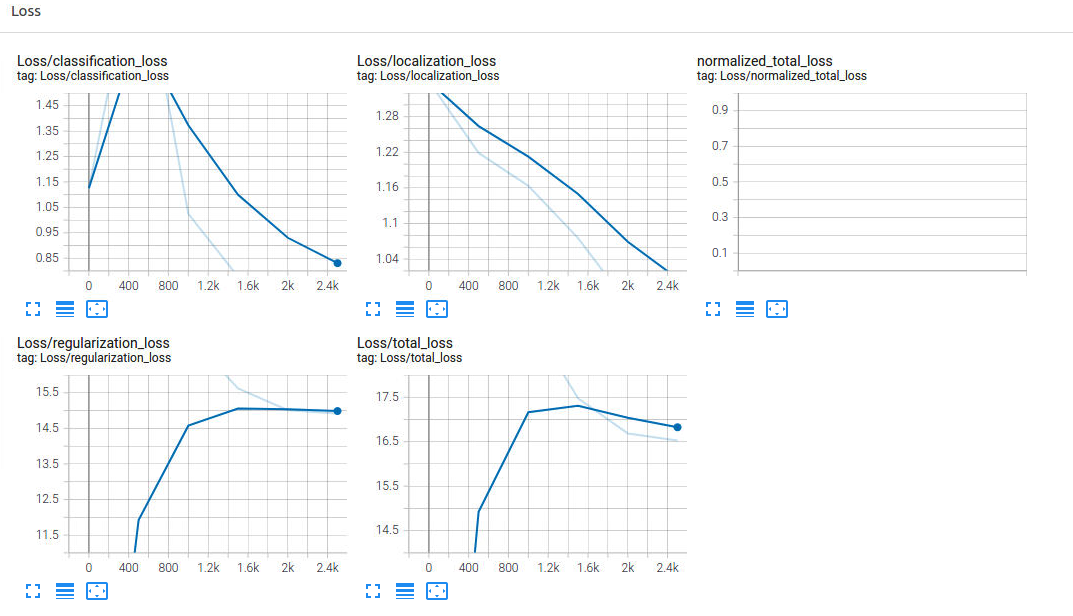 Loss
Loss/classification_loss
tag: Loss/classification_loss
1.45
1.35
1.25
1.15
1.05
0.95
0.85
0 400 800 1.2k 1.6k 2k 2.4k
Loss/localization_loss
tag: Loss/localization_loss
1.28
1.22
1.16
1.1
1.04
0 400 800 1.2k 1.6k 2k 2.4k
normalized_total_loss
tag: Loss/normalized_total_loss
0.9
0.7
0.5
0.3
0.1
Loss/regularization_loss
tag: Loss/regularization_loss
15.5
14.5
13.5
12.5
11.5
0 400 800 1.2k 1.6k 2k 2.4k
Loss/total_loss
tag: Loss/total_loss
17.5
16.5
15.5
14.5
0 400 800 1.2k 1.6k 2k 2.4k